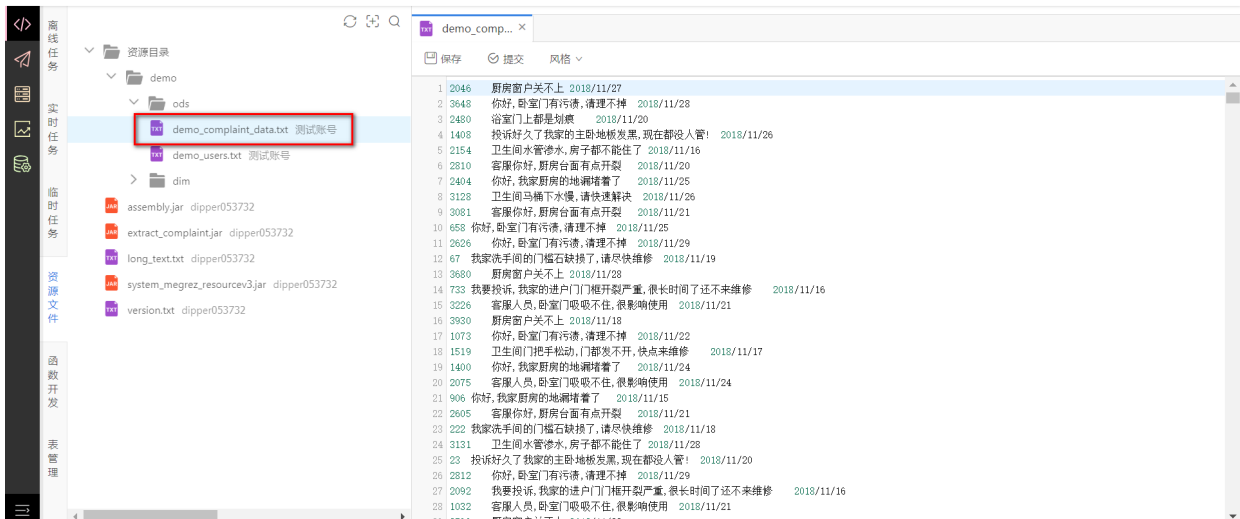 离线任务
实时任务
临时任务
资源文件
函数开发
表管理
资源目录
demo
ods
demo_complaint_data.txt 测试账号
demo_users.txt 测试账号
dim
assembly.jar dipper053732
extract_complaint.jar dipper053732
long_text.txt dipper053732
system_megrez_resourcev3.jar dipper053732
version.txt dipper053732
demo_comp... ×
保存 提交 风格
1 2046 厨房窗户关不上 2018/11/27
2 3648 你好,卧室门有污渍,清理不掉 2018/11/28
3 2480 浴室门上都是划痕 2018/11/20
4 1408 投诉好久了我家的主卧地板发黑,现在都没人管! 2018/11/26
5 2154 卫生间水管渗水,房子都不能住了 2018/11/16
6 2810 客服你好,厨房台面有点开裂 2018/11/20
7 2404 你好,我家厨房的地漏堵着了 2018/11/25
8 3128 卫生间马桶下水慢,请快速解决 2018/11/26
9 3081 客服你好,厨房台面有点开裂 2018/11/21
10 658 你好,卧室门有污渍,清理不掉 2018/11/25
11 2626 你好,卧室门有污渍,清理不掉 2018/11/29
12 67 我家洗手间的门槛石缺损了,请尽快维修 2018/11/19
13 3680 厨房窗户关不上 2018/11/28
14 733 我要投诉,我家的进户门门框开裂严重,很长时间了还不来维修 2018/11/16
15 3226 客服人员,卧室门吸吸不住,很影响使用 2018/11/21
16 3930 厨房窗户关不上 2018/11/18
17 1073 你好,卧室门有污渍,清理不掉 2018/11/22
18 1519 卫生间门把手松动,门都发不开,快点来维修 2018/11/17
19 1400 你好,我家厨房的地漏堵着了 2018/11/24
20 2075 客服人员,卧室门吸吸不住,很影响使用 2018/11/24
21 906 你好,我家厨房的地漏堵着了 2018/11/15
22 2605 客服你好,厨房台面有点开裂 2018/11/21
23 222 我家洗手间的门槛石缺损了,请尽快维修 2018/11/18
24 3131 卫生间水管渗水,房子都不能住了 2018/11/28
25 23 投诉好久了我家的主卧地板发黑,现在都没人管! 2018/11/20
26 2812 你好,卧室门有污渍,清理不掉 2018/11/29
27 2092 我要投诉,我家的进户门门框开裂严重,很长时间了还不来维修 2018/11/16
28 1032 客服人员,卧室门吸吸不住,很影响使用 2018/11/21